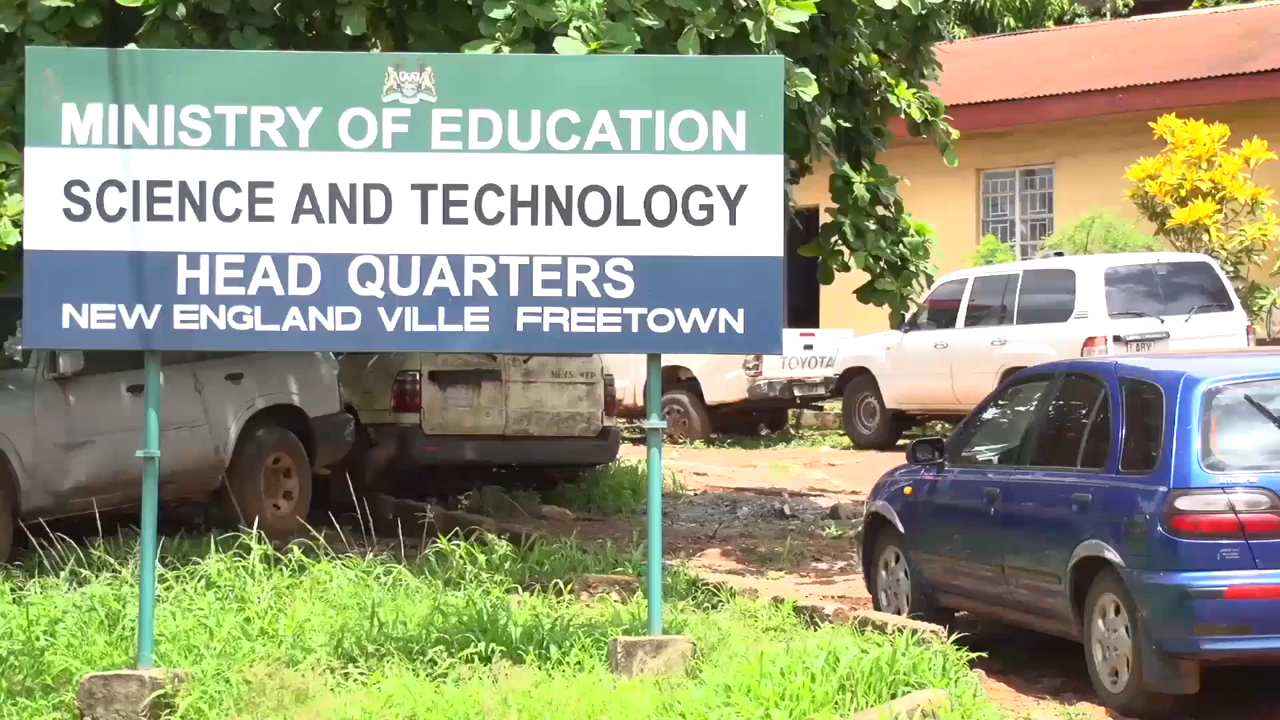 MINISTRY OF EDUCATION
SCIENCE AND TECHNOLOGY
HEAD QUARTERS
NEW ENGLAND VILLE FREETOWN
TOYOTA